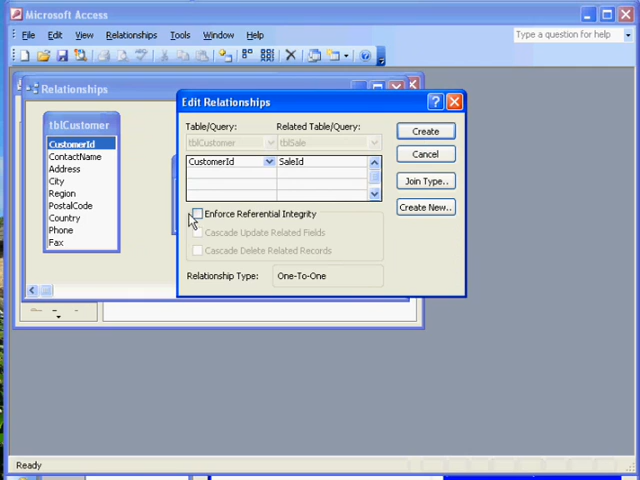 Microsoft Access
File Edit View Relationships Tools Window Help
Type a question for help
Relationships
tblCustomer
CustomerId
ContactName
Address
City
Region
PostalCode
Country
Phone
Fax
Edit Relationships
Table/Query: Related Table/Query:
tblCustomer tblSale
CustomerId SaleId
Enforce Referential Integrity
Cascade Update Related Fields
Cascade Delete Related Records
Relationship Type: One-To-One
Create
Cancel
Join Type..
Create New..
Ready